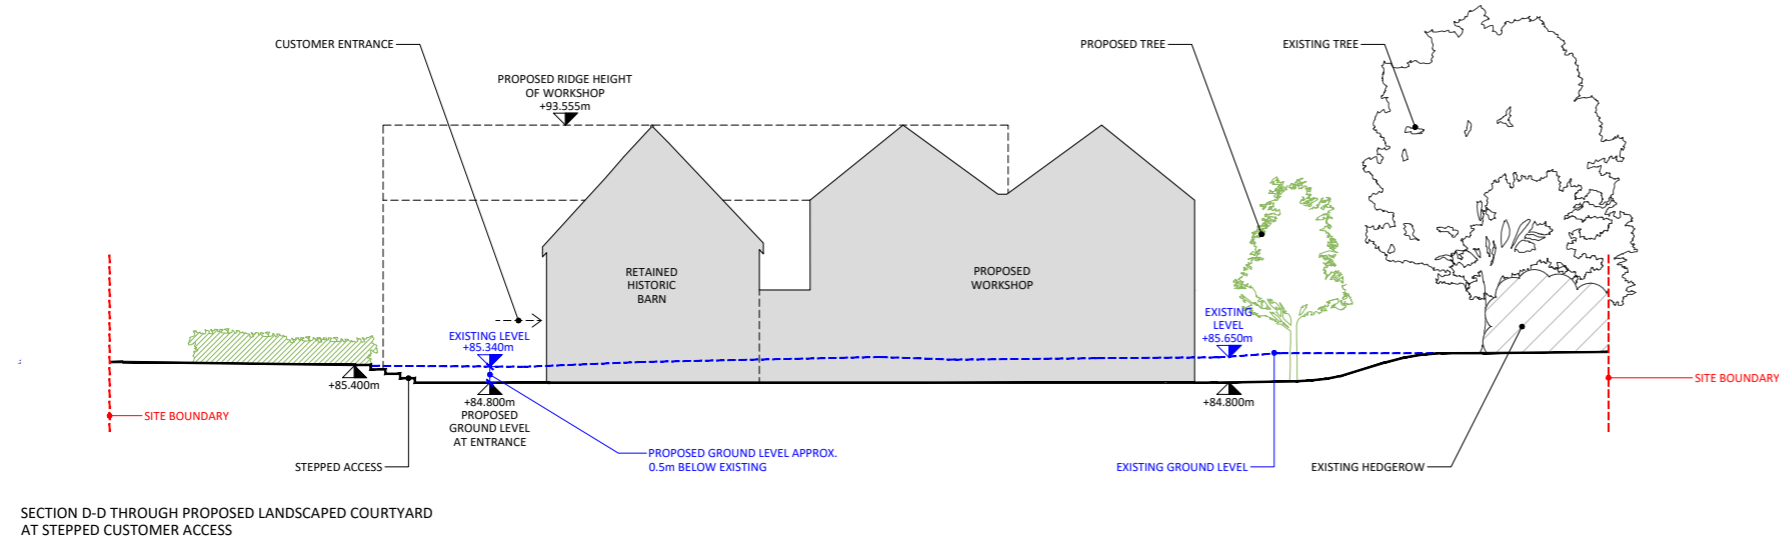 CUSTOMER ENTRANCE
PROPOSED RIDGE HEIGHT
OF WORKSHOP
+93.555m
PROPOSED TREE
EXISTING TREE
RETAINED
HISTORIC
BARN
PROPOSED
WORKSHOP
EXISTING LEVEL
+85.340m
EXISTING
LEVEL
+85.650m
+85.400m
+84.800m
PROPOSED
GROUND LEVEL
AT ENTRANCE
+84.800m
SITE BOUNDARY
SITE BOUNDARY
STEPPED ACCESS
PROPOSED GROUND LEVEL APPROX.
0.5m BELOW EXISTING
EXISTING GROUND LEVEL
EXISTING HEDGEROW
SECTION D-D THROUGH PROPOSED LANDSCAPED COURTYARD
AT STEPPED CUSTOMER ACCESS